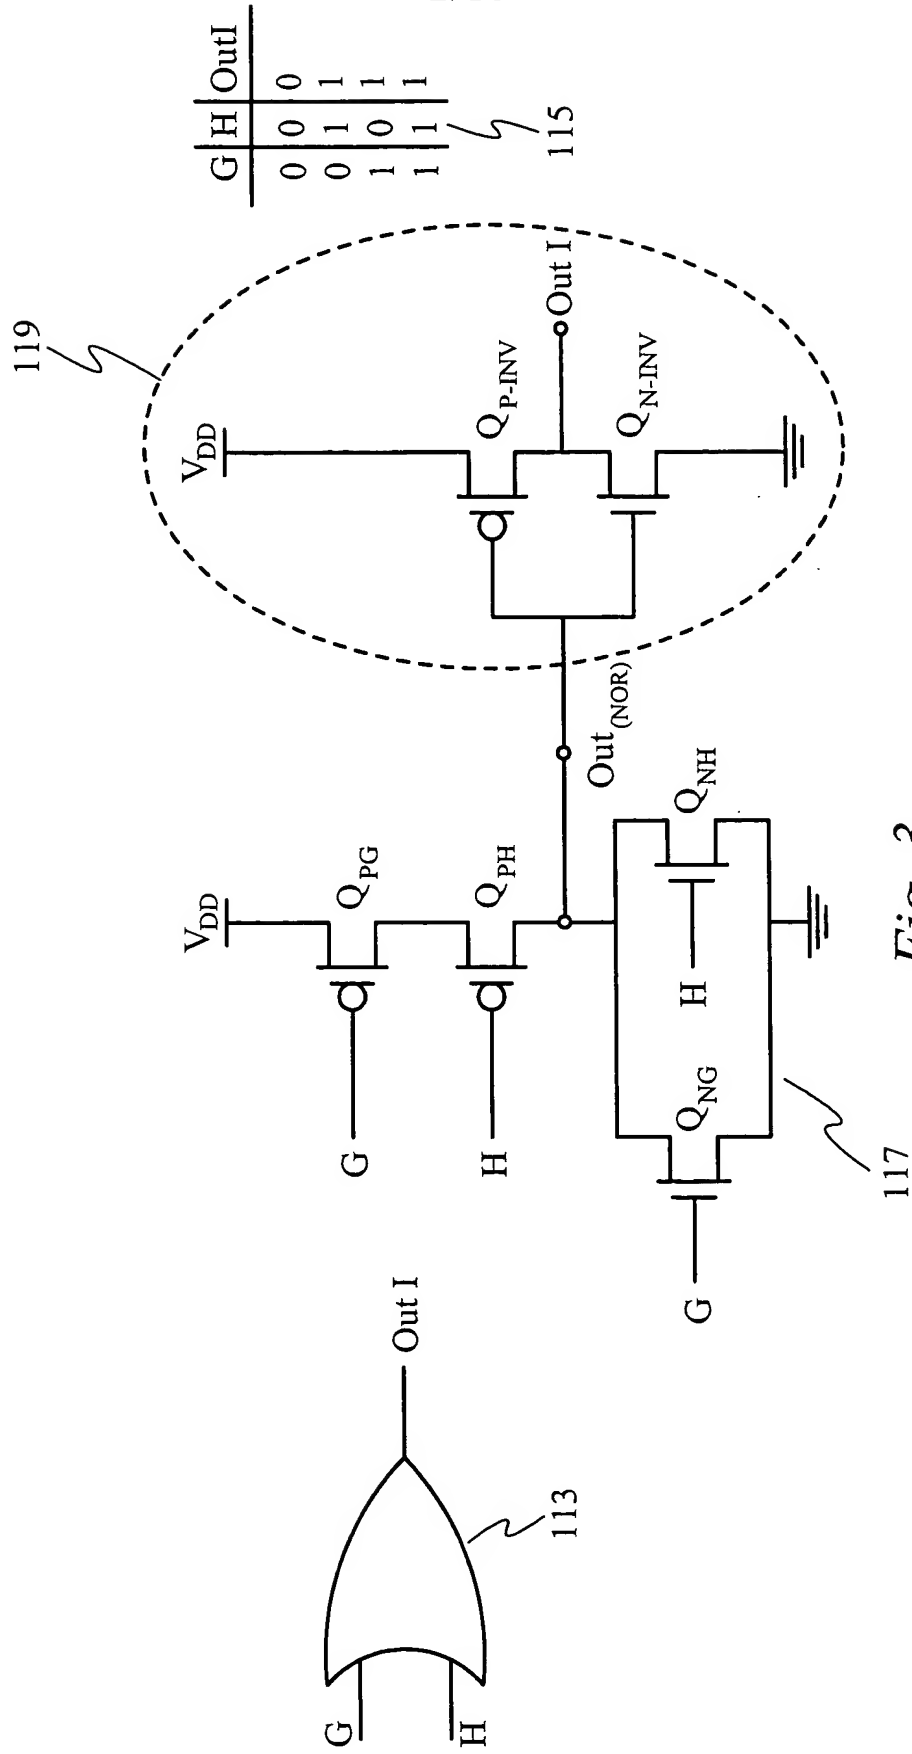 G
H
Out I
113
V_DD
G
Q_PG
H
Q_PH
Out_(NOR)
G
Q_NG
H
Q_NH
117
119
V_DD
Q_P-INV
Out I
Q_N-INV
G H OutI
0 0 0
0 1 1
1 0 1
1 1 1
115